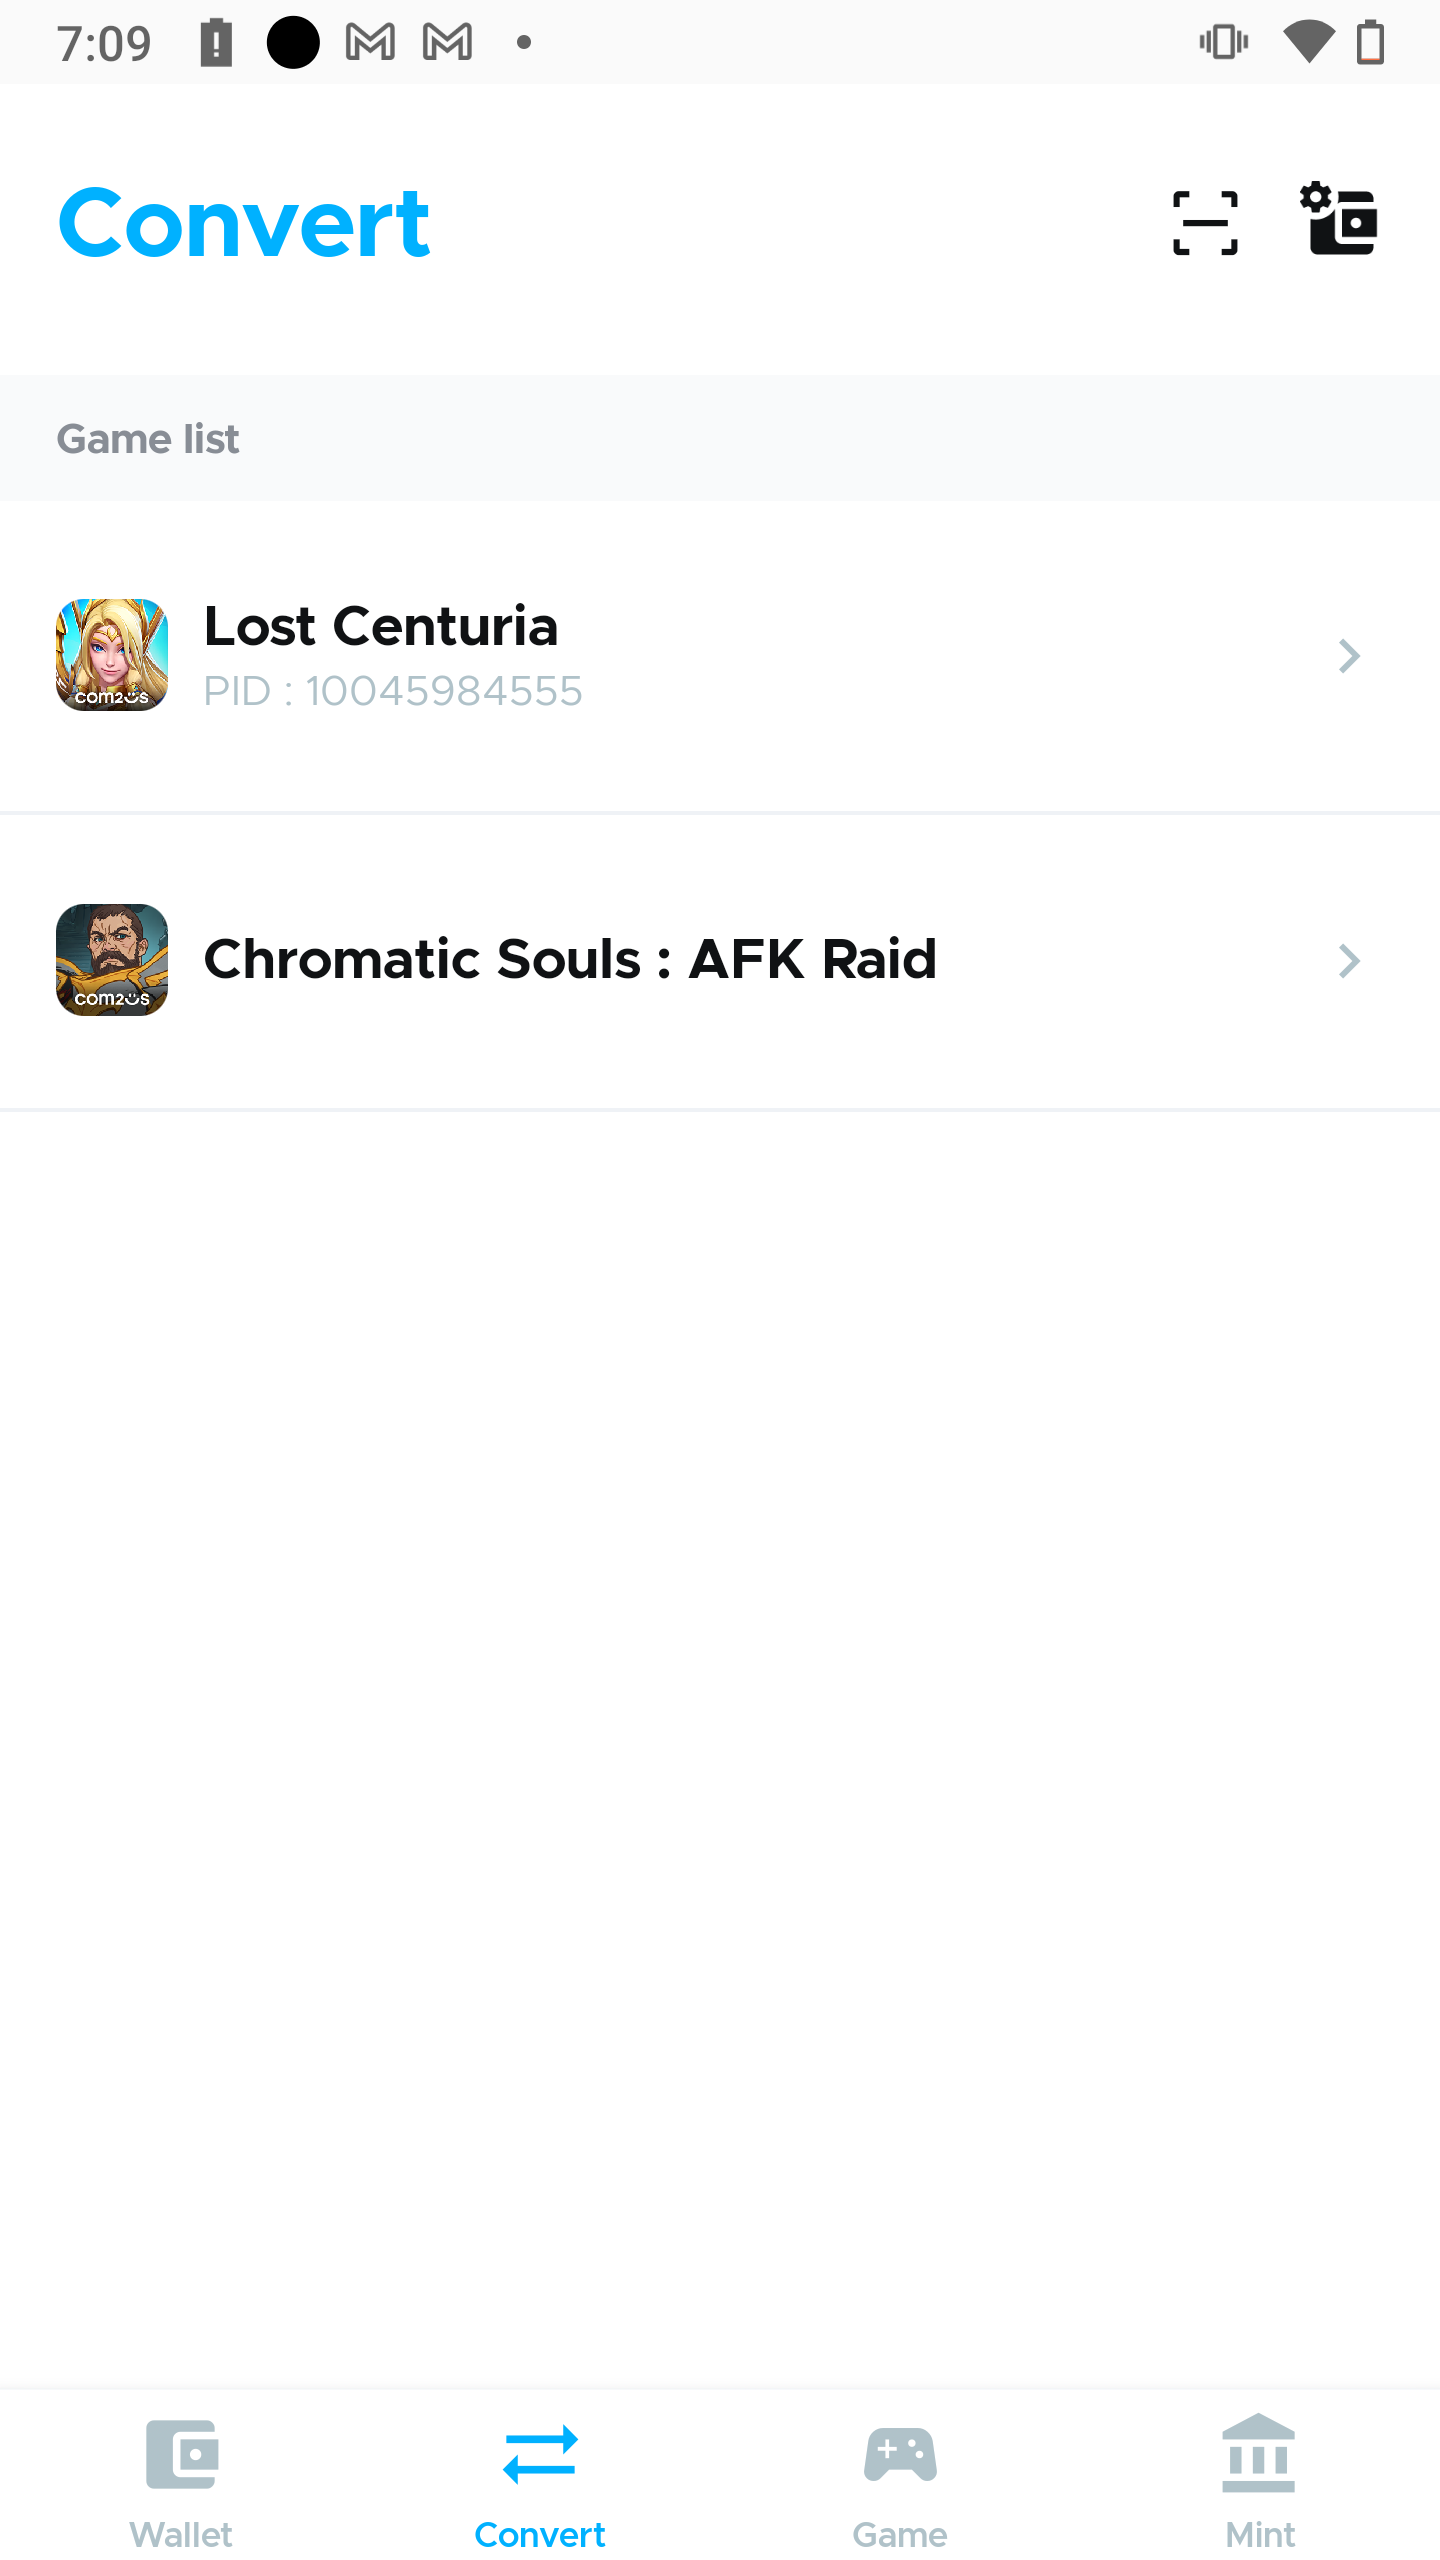 7:09
Convert
Game list
com2us
Lost Centuria
PID : 10045984555
com2us
Chromatic Souls : AFK Raid
Wallet
Convert
Game
Mint